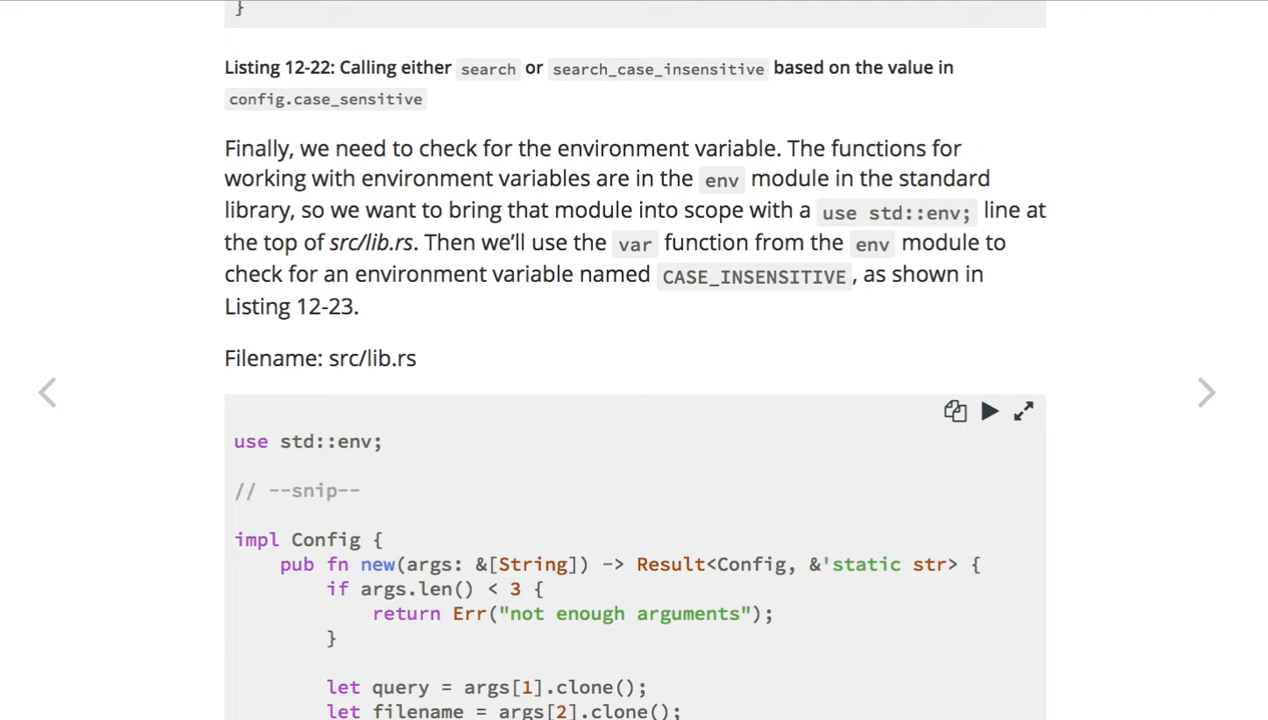 }
Listing 12-22: Calling either search or search_case_insensitive based on the value in
config.case_sensitive
Finally, we need to check for the environment variable. The functions for
working with environment variables are in the env module in the standard
library, so we want to bring that module into scope with a use std::env; line at
the top of src/lib.rs. Then we’ll use the var function from the env module to
check for an environment variable named CASE_INSENSITIVE, as shown in
Listing 12-23.
Filename: src/lib.rs
use std::env;
// --snip--
impl Config {
    pub fn new(args: &[String]) -> Result<Config, &'static str> {
        if args.len() < 3 {
            return Err("not enough arguments");
        }
        let query = args[1].clone();
        let filename = args[2].clone();